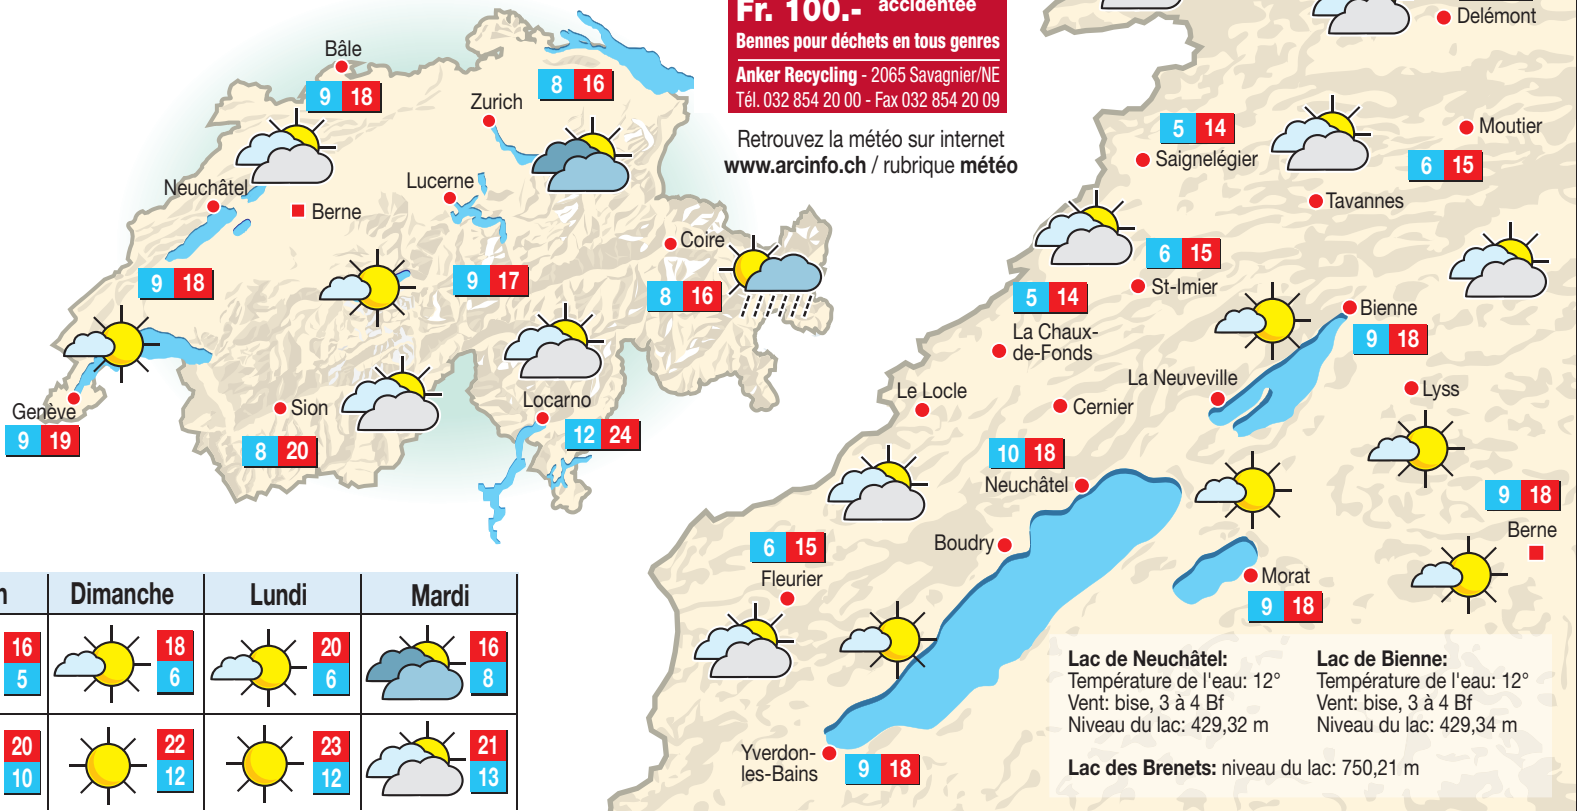 Bâle
9 18
8 16
Zurich
Neuchâtel
Lucerne
Berne
Coire
9 18
9 17
8 16
Genève
9 19
Sion
8 20
Locarno
12 24
Fr. 100.- accidentée
Bennes pour déchets en tous genres
Anker Recycling - 2065 Savagnier/NE
Tél. 032 854 20 00 - Fax 032 854 20 09
Retrouvez la météo sur internet
www.arcinfo.ch / rubrique météo
Dimanche Lundi Mardi
16 18 20 16
5 6 6 8
20 22 23 21
10 12 12 13
Delémont
5 14
Saignelégier
Moutier
6 15
Tavannes
6 15
St-Imier
5 14
La Chaux-
de-Fonds
Bienne
9 18
La Neuveville
Le Locle
Cernier
Lyss
10 18
Neuchâtel
9 18
Berne
Boudry
6 15
Fleurier
Morat
9 18
Yverdon-
les-Bains
9 18
Lac de Neuchâtel:
Température de l'eau: 12°
Vent: bise, 3 à 4 Bf
Niveau du lac: 429,32 m
Lac de Bienne:
Température de l'eau: 12°
Vent: bise, 3 à 4 Bf
Niveau du lac: 429,34 m
Lac des Brenets: niveau du lac: 750,21 m